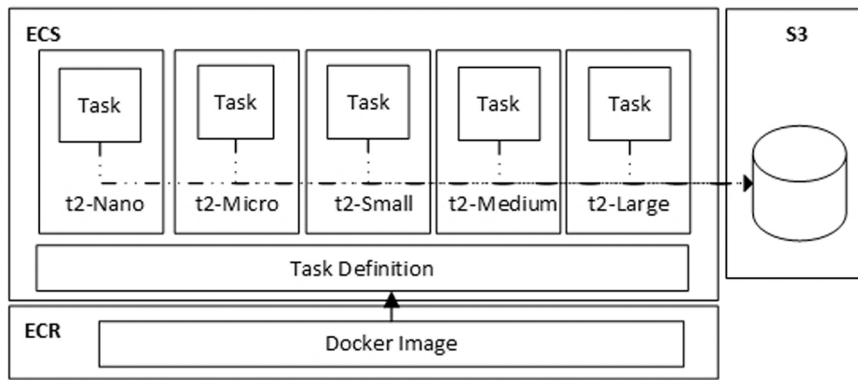 ECS
S3
Task
Task
Task
Task
Task
t2-Nano
t2-Micro
t2-Small
t2-Medium
t2-Large
Task Definition
ECR
Docker Image